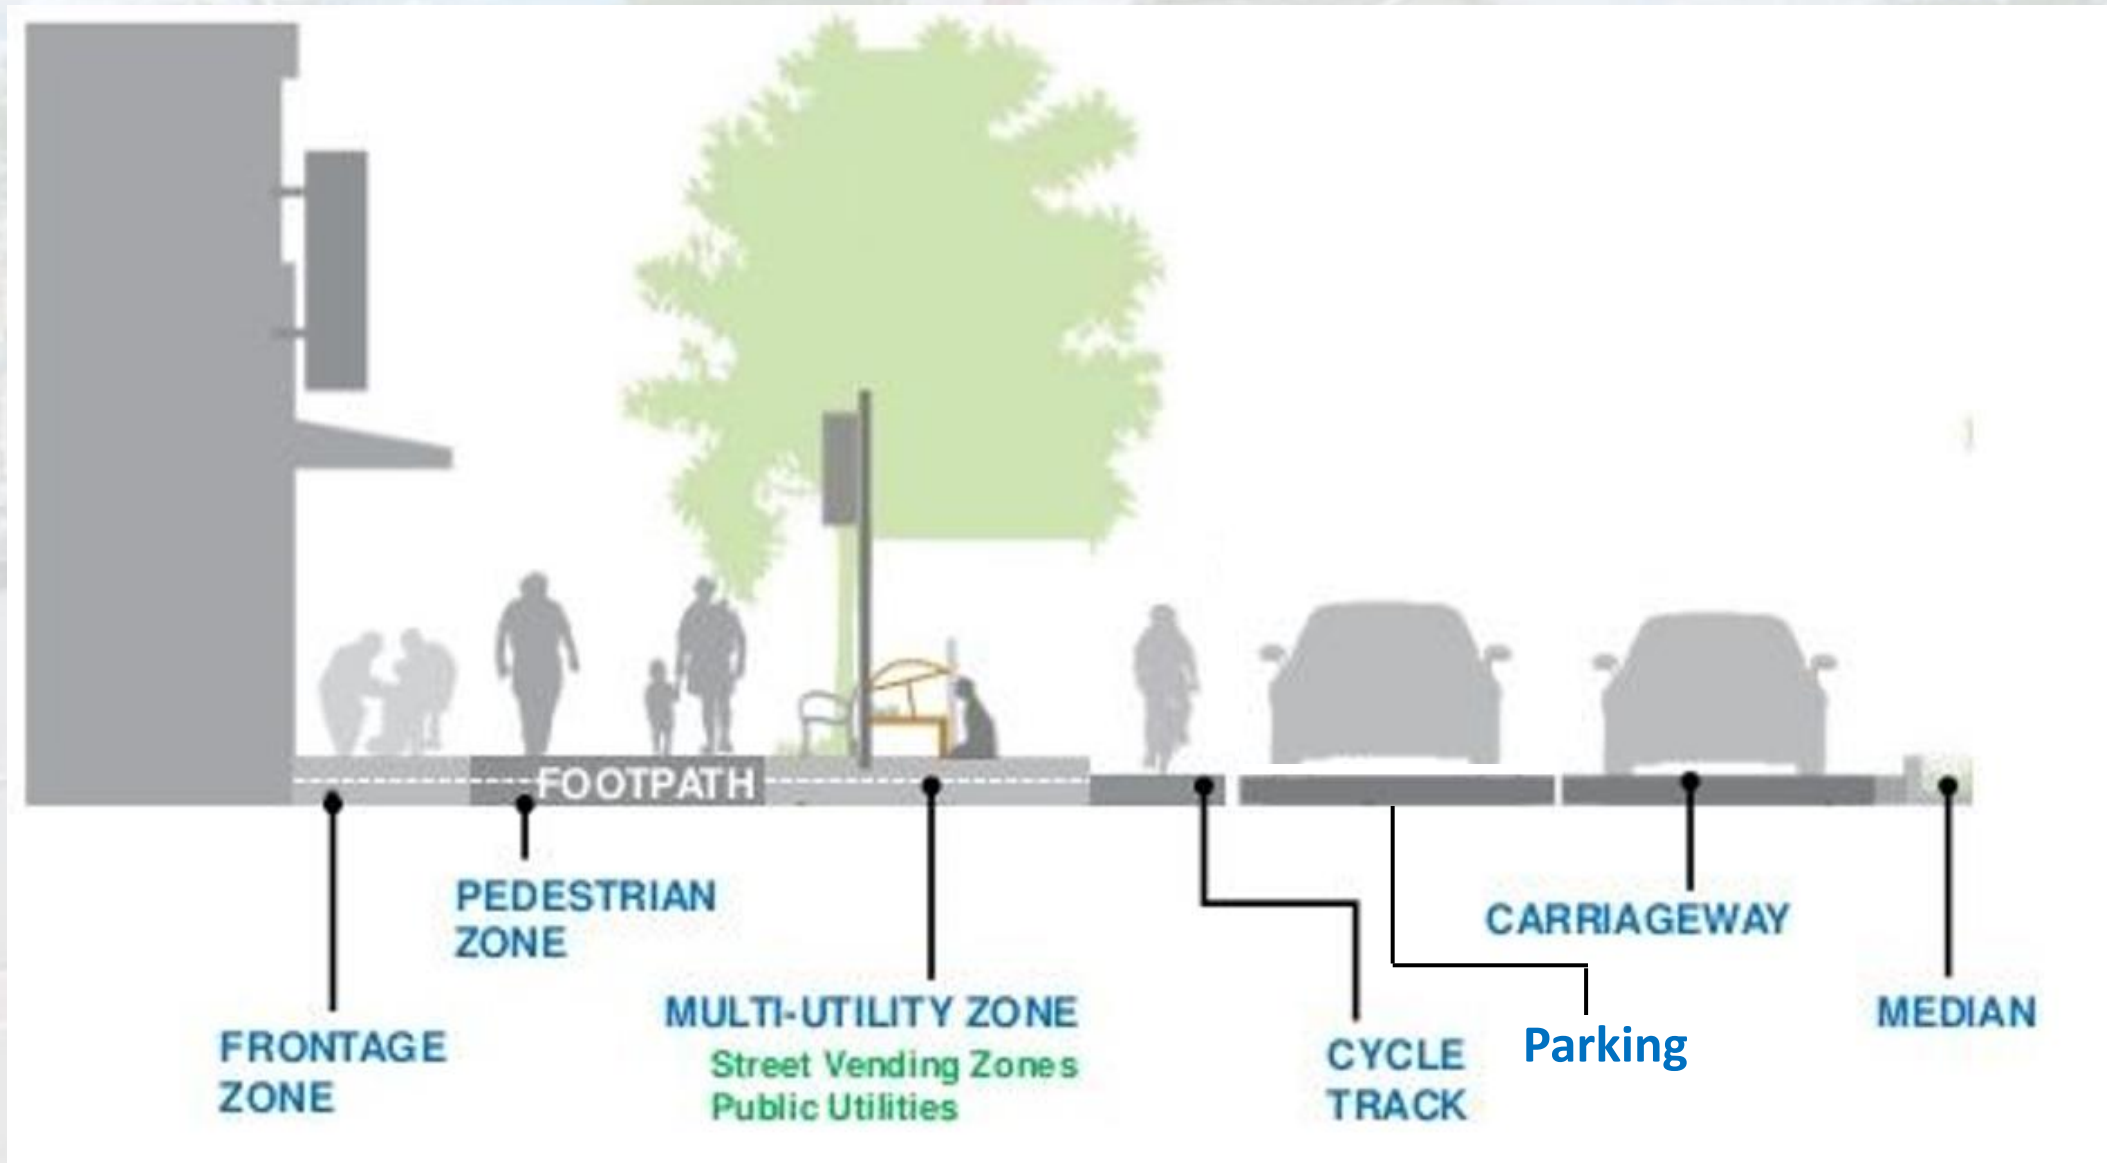 FOOTPATH
PEDESTRIAN
ZONE
CARRIAGEWAY
MULTI-UTILITY ZONE
Street Vending Zones
Public Utilities
FRONTAGE
ZONE
CYCLE
TRACK
Parking
MEDIAN